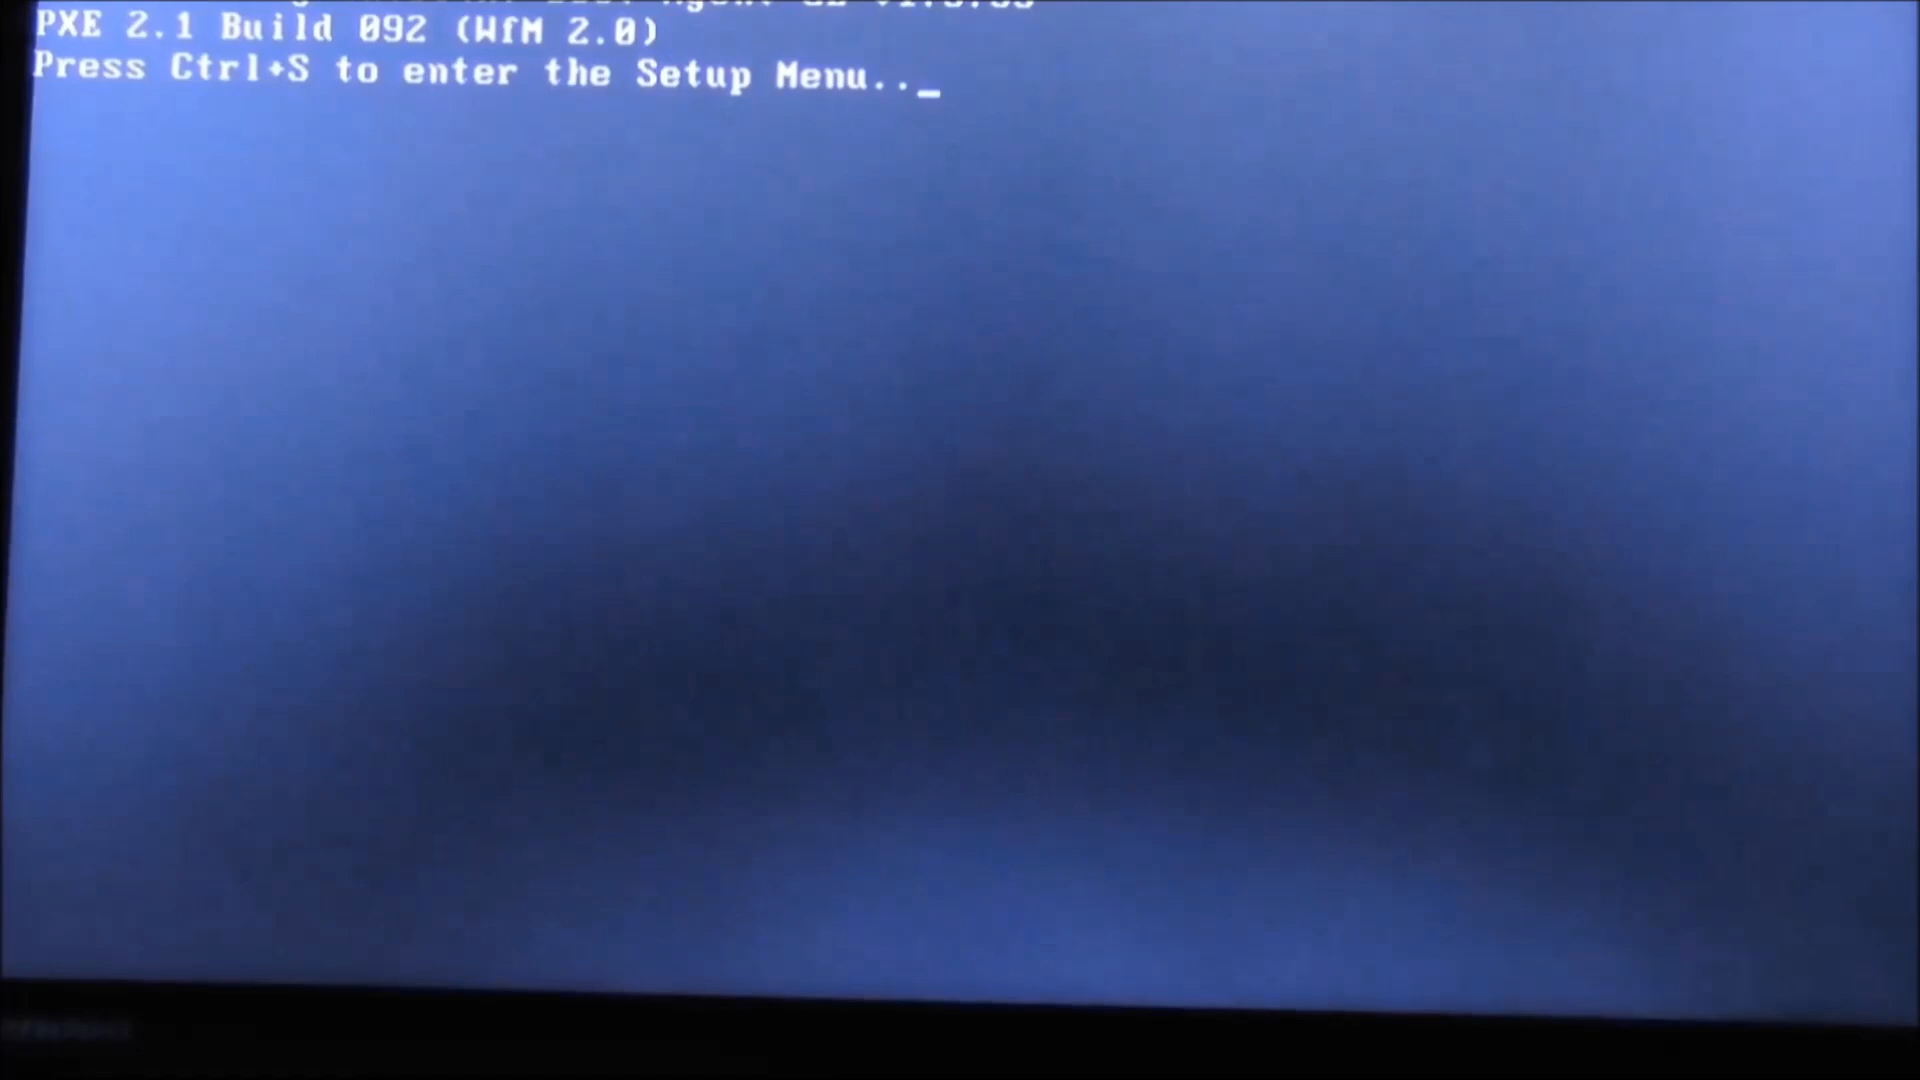 PXE 2.1 Build 092 (WfM 2.0)
Press Ctrl+S to enter the Setup Menu.._